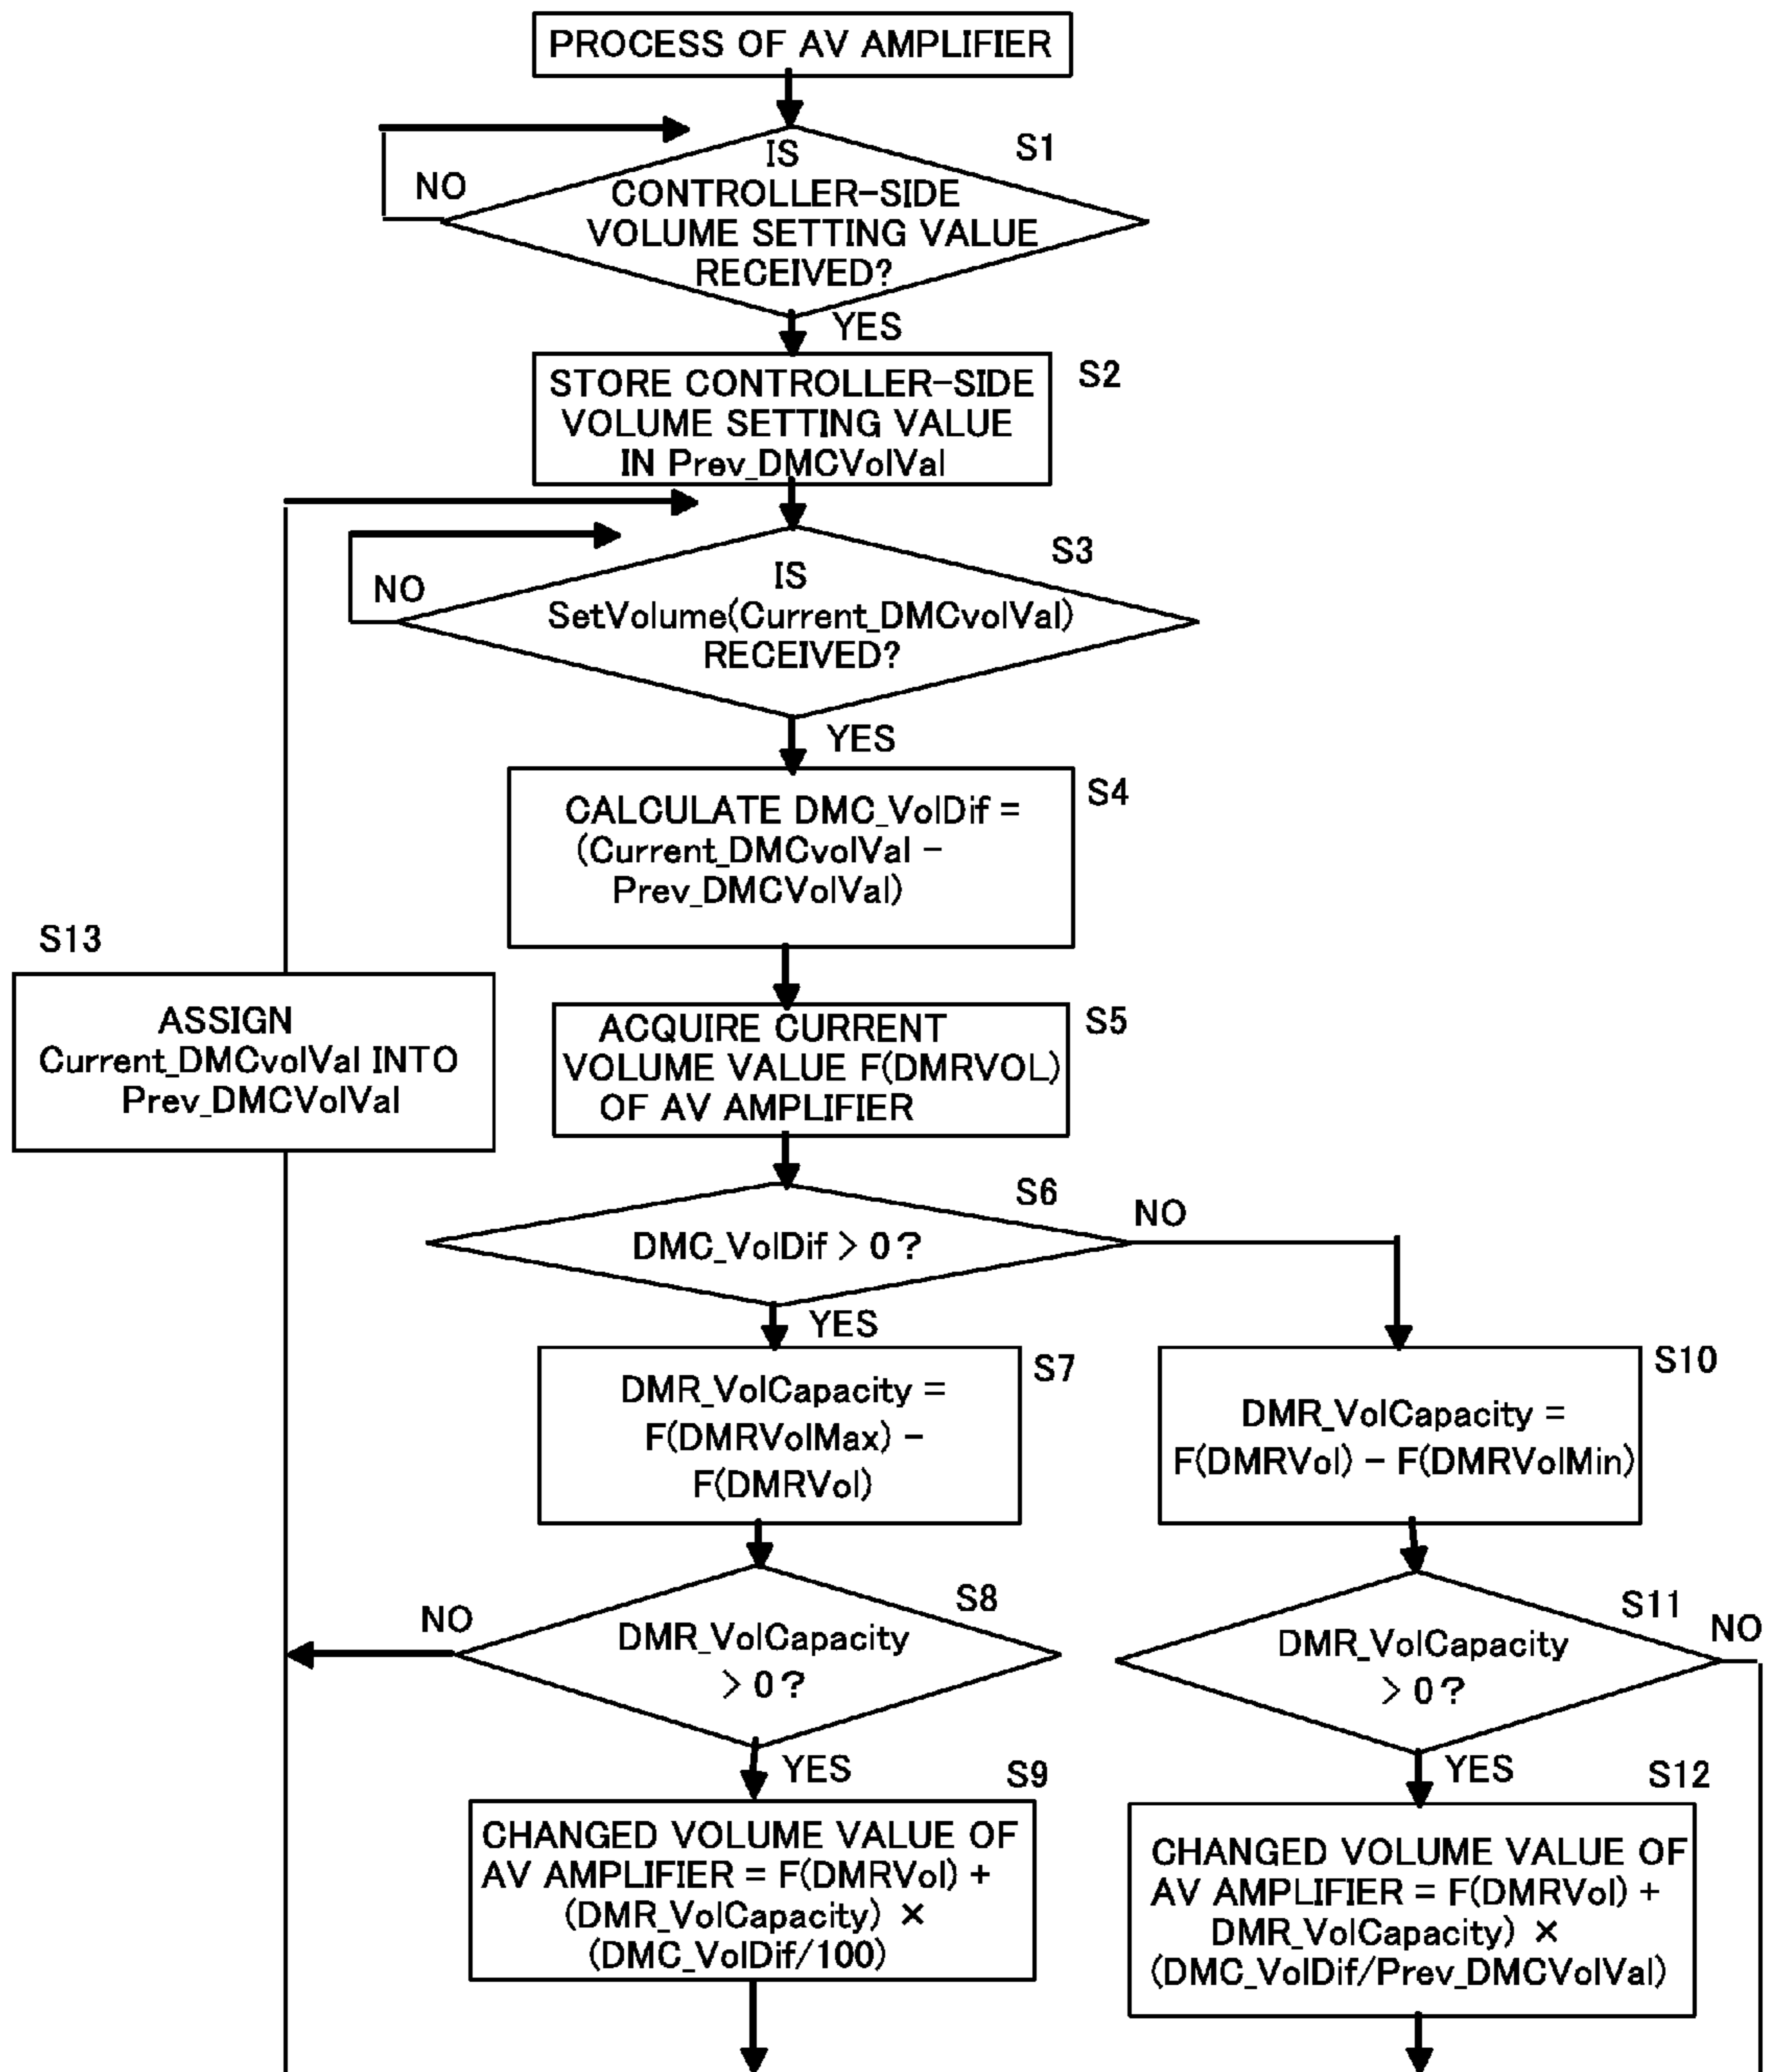 PROCESS OF AV AMPLIFIER
S1
IS
CONTROLLER-SIDE
VOLUME SETTING VALUE
RECEIVED?
NO
YES
S2
STORE CONTROLLER-SIDE
VOLUME SETTING VALUE
IN Prev_DMCVolVal
S3
IS
SetVolume(Current_DMCvolVal)
RECEIVED?
NO
YES
S4
CALCULATE DMC_VolDif =
(Current_DMCvolVal -
Prev_DMCVolVal)
S13
ASSIGN
Current_DMCvolVal INTO
Prev_DMCVolVal
S5
ACQUIRE CURRENT
VOLUME VALUE F(DMRVOL)
OF AV AMPLIFIER
S6
DMC_VolDif > 0?
NO
YES
S7
DMR_VolCapacity =
F(DMRVolMax) -
F(DMRVol)
S10
DMR_VolCapacity =
F(DMRVol) - F(DMRVolMin)
S8
DMR_VolCapacity
> 0?
NO
YES
S11
DMR_VolCapacity
> 0?
NO
YES
S9
CHANGED VOLUME VALUE OF
AV AMPLIFIER = F(DMRVol) +
(DMR_VolCapacity) ×
(DMC_VolDif/100)
S12
CHANGED VOLUME VALUE OF
AV AMPLIFIER = F(DMRVol) +
DMR_VolCapacity) ×
(DMC_VolDif/Prev_DMCVolVal)